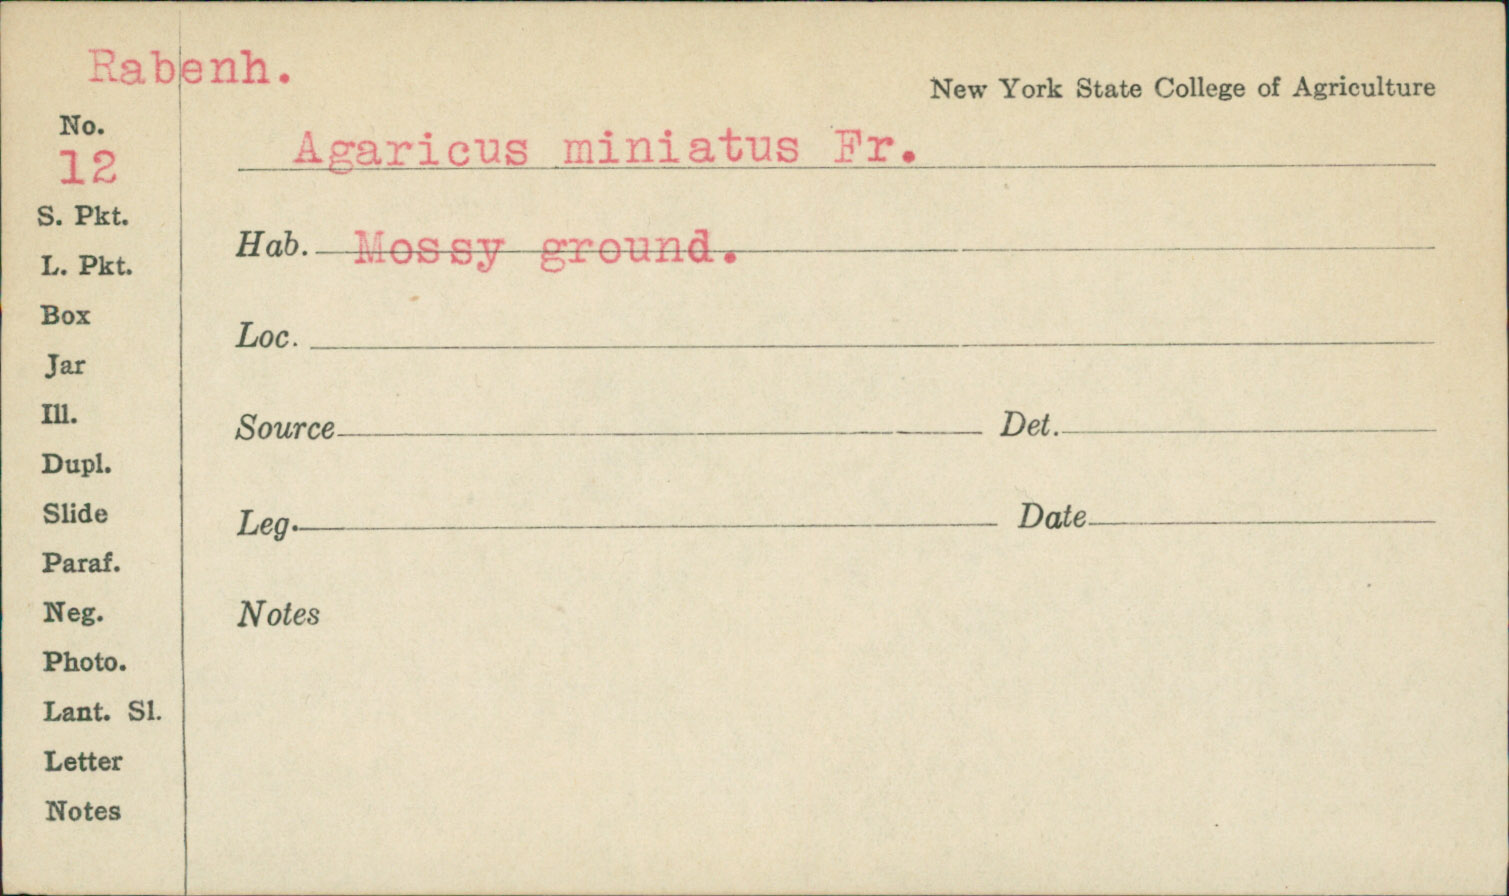 Rabenh.
New York State College of Agriculture
No.
12
Agaricus miniatus Fr.
S. Pkt.
Hab. Mossy ground.
L. Pkt.
Box
Loc.
Jar
Ill.
Source Det.
Dupl.
Slide
Leg. Date
Paraf.
Neg.
Notes
Photo.
Lant. Sl.
Letter
Notes